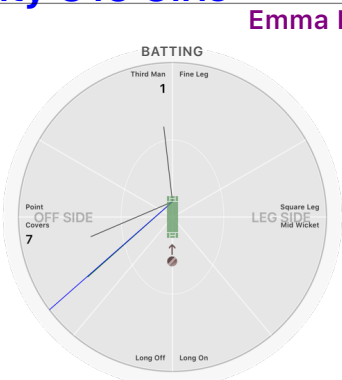 Emma
BATTING
Third Man Fine Leg
1
Point Square Leg
OFF SIDE LEG SIDE
Covers Mid Wicket
7
Long Off Long On